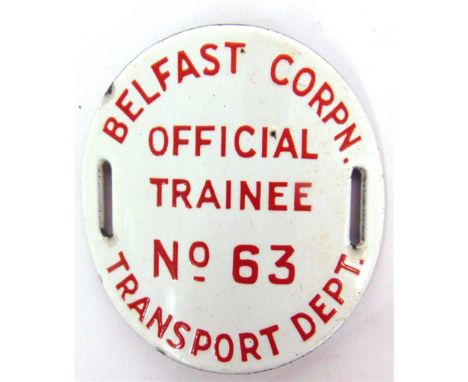 BELFAST CORPN.
OFFICIAL
TRAINEE
Nº 63
TRANSPORT DEPT.